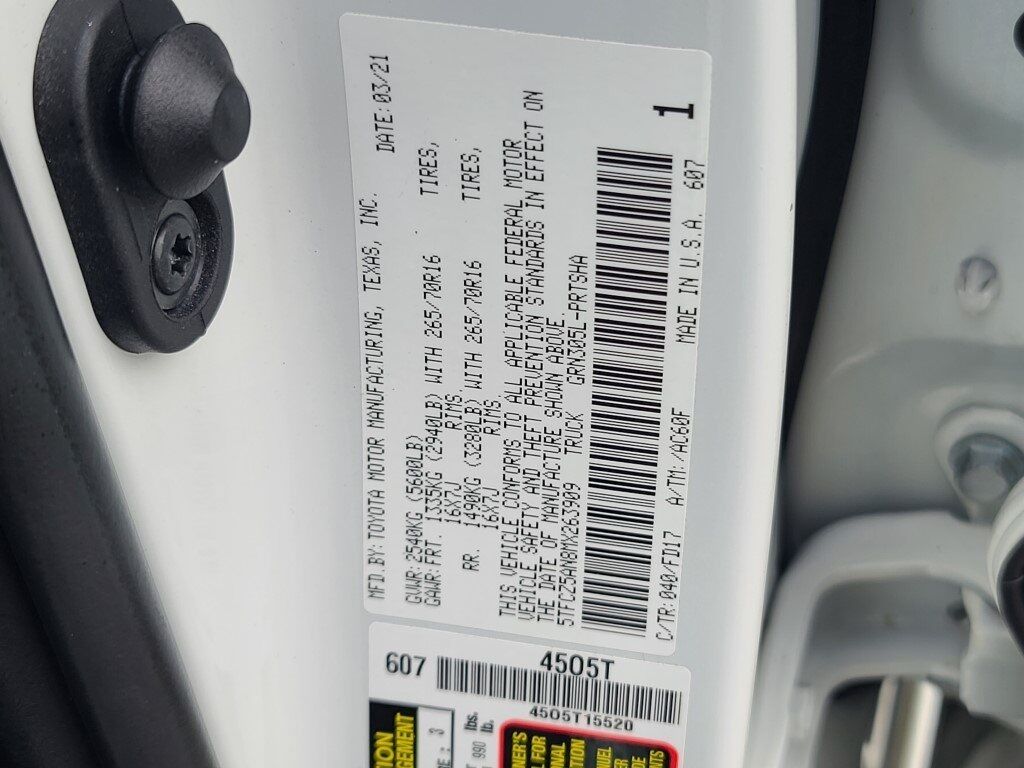 MFD BY: TOYOTA MOTOR MANUFACTURING, TEXAS, INC. DATE: 03/21
GVWR: 2540KG (5600LB)
GAWR: FRT. 1335KG (2940LB) WITH 265/70R16 TIRES,
16X7J RIMS.
RR. 1490KG (3280LB) WITH 265/70R16 TIRES,
16X7J RIMS.
THIS VEHICLE CONFORMS TO ALL APPLICABLE FEDERAL MOTOR
VEHICLE SAFETY AND THEFT PREVENTION STANDARDS IN EFFECT ON
THE DATE OF MANUFACTURE SHOWN ABOVE.
5TFCZ5AN8MX263909 TRUCK GRN305L-PRTSHA
C/TR: 040/FD17 A/TM: -/AC60F MADE IN U.S.A. 607
1
607 4505T
4505T15520
990 lbs.
lb.